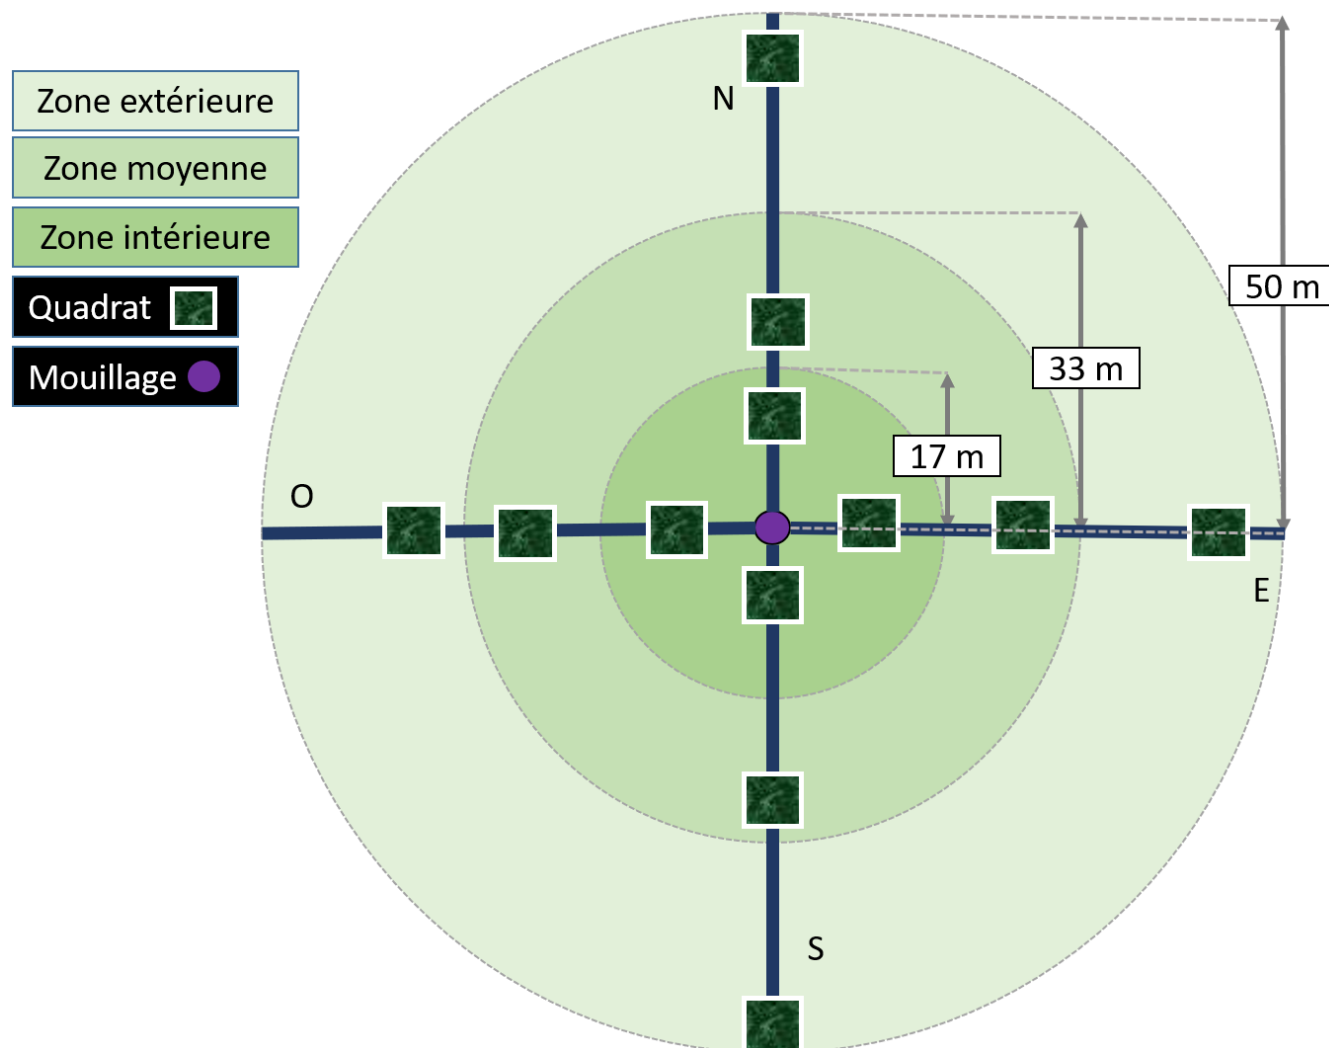 Zone extérieure
Zone moyenne
Zone intérieure
Quadrat
Mouillage
N
50 m
33 m
17 m
O
E
S